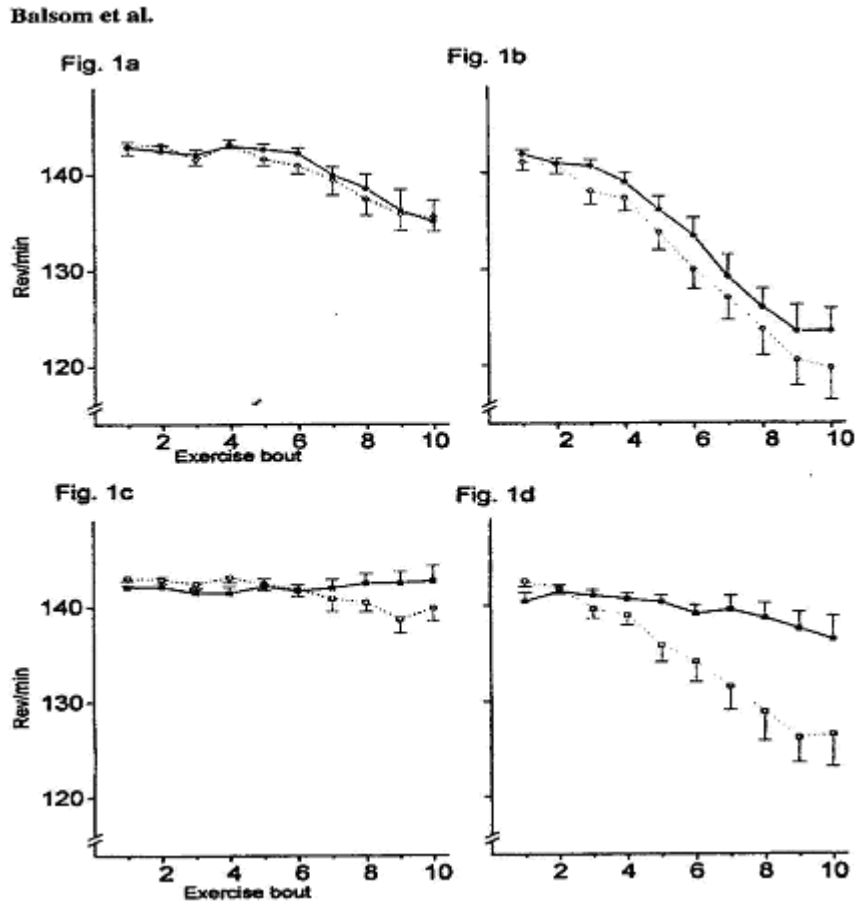 Balsom et al.
Fig. 1a
Fig. 1b
Rev/min
140
130
120
2 4 6 8 10
2 4 6 8 10
Exercise bout
Fig. 1c
Fig. 1d
Rev/min
140
130
120
2 4 6 8 10
2 4 6 8 10
Exercise bout